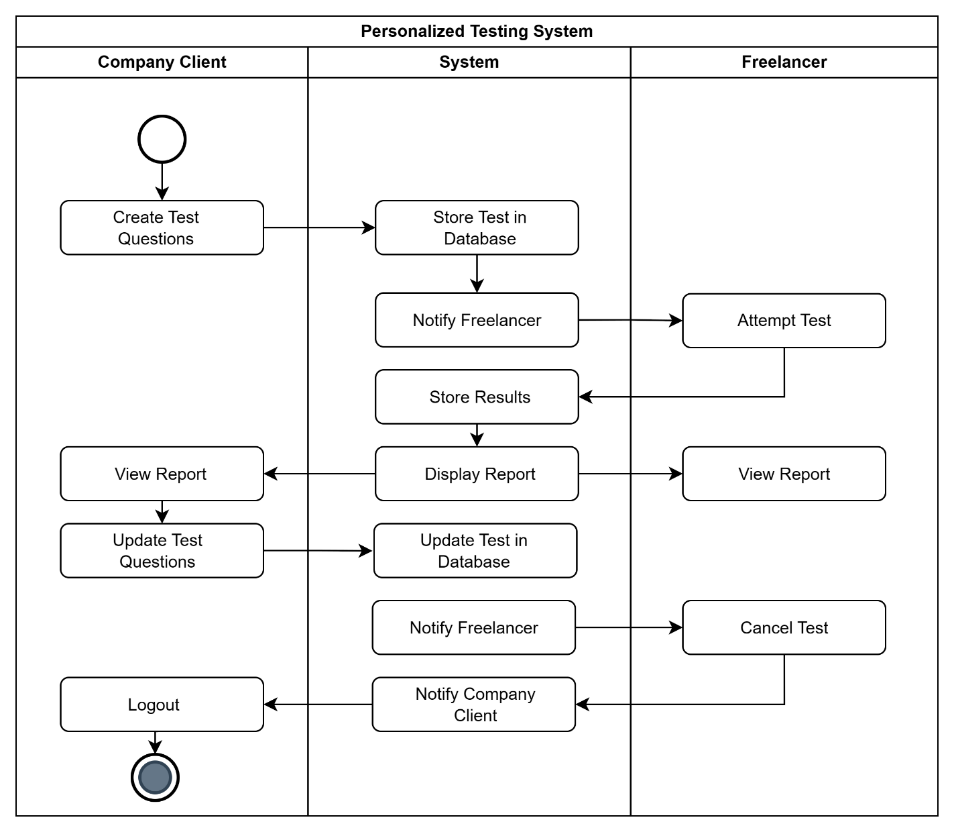 Personalized Testing System
Company Client
System
Freelancer
Create Test
Questions
Store Test in
Database
Notify Freelancer
Attempt Test
Store Results
View Report
Display Report
View Report
Update Test
Questions
Update Test in
Database
Notify Freelancer
Cancel Test
Logout
Notify Company
Client